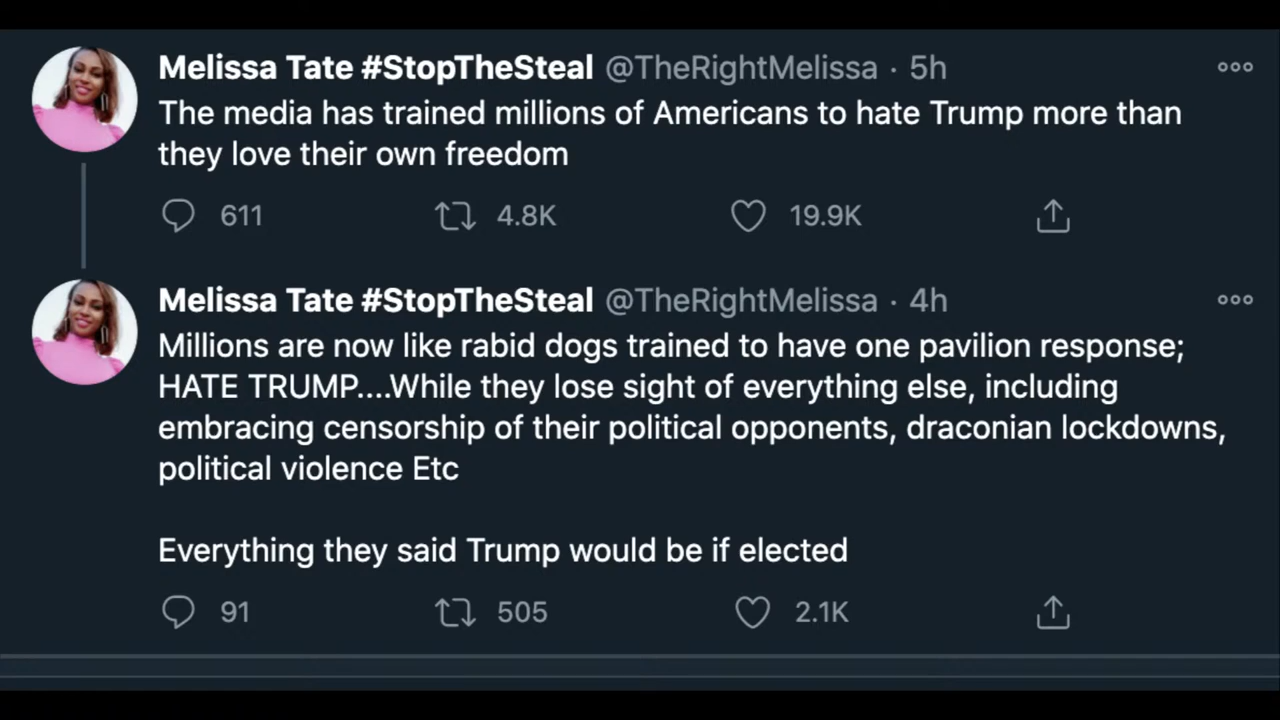 Melissa Tate #StopTheSteal @TheRightMelissa · 5h
The media has trained millions of Americans to hate Trump more than
they love their own freedom
611 4.8K 19.9K
Melissa Tate #StopTheSteal @TheRightMelissa · 4h
Millions are now like rabid dogs trained to have one pavilion response;
HATE TRUMP....While they lose sight of everything else, including
embracing censorship of their political opponents, draconian lockdowns,
political violence Etc
Everything they said Trump would be if elected
91 505 2.1K